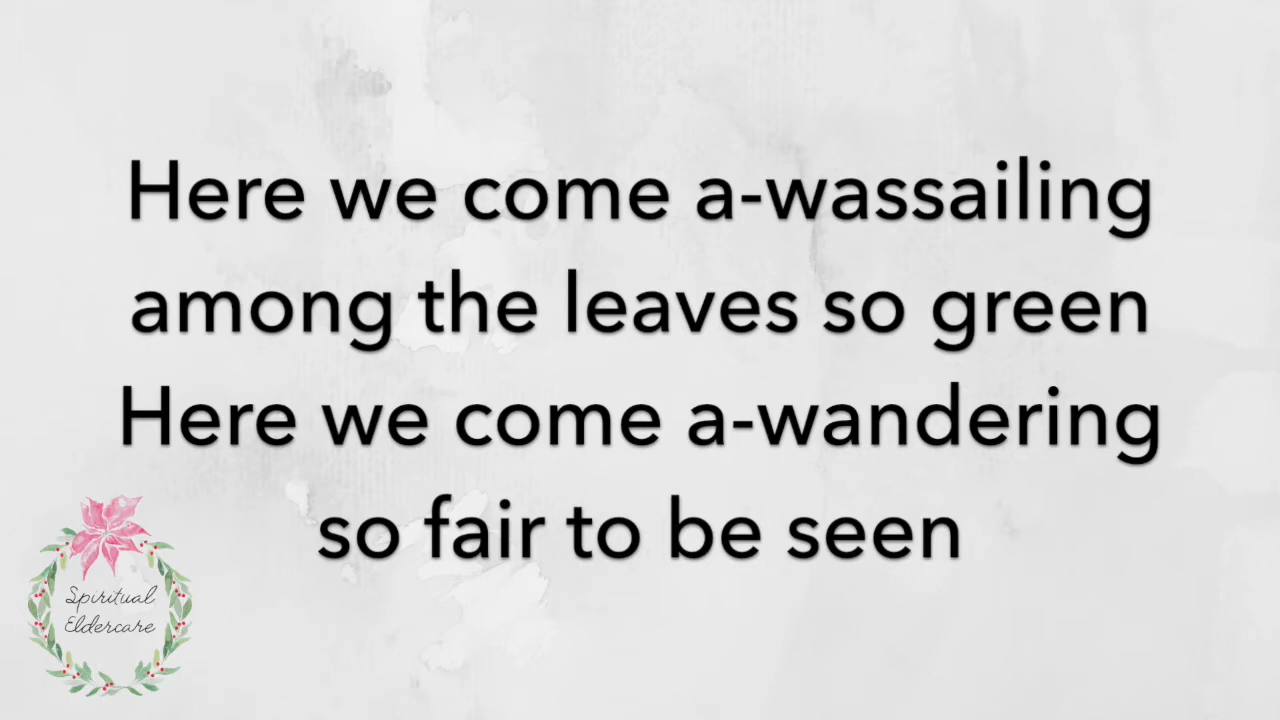 Here we come a-wassailing
among the leaves so green
Here we come a-wandering
so fair to be seen
Spiritual
Eldercare